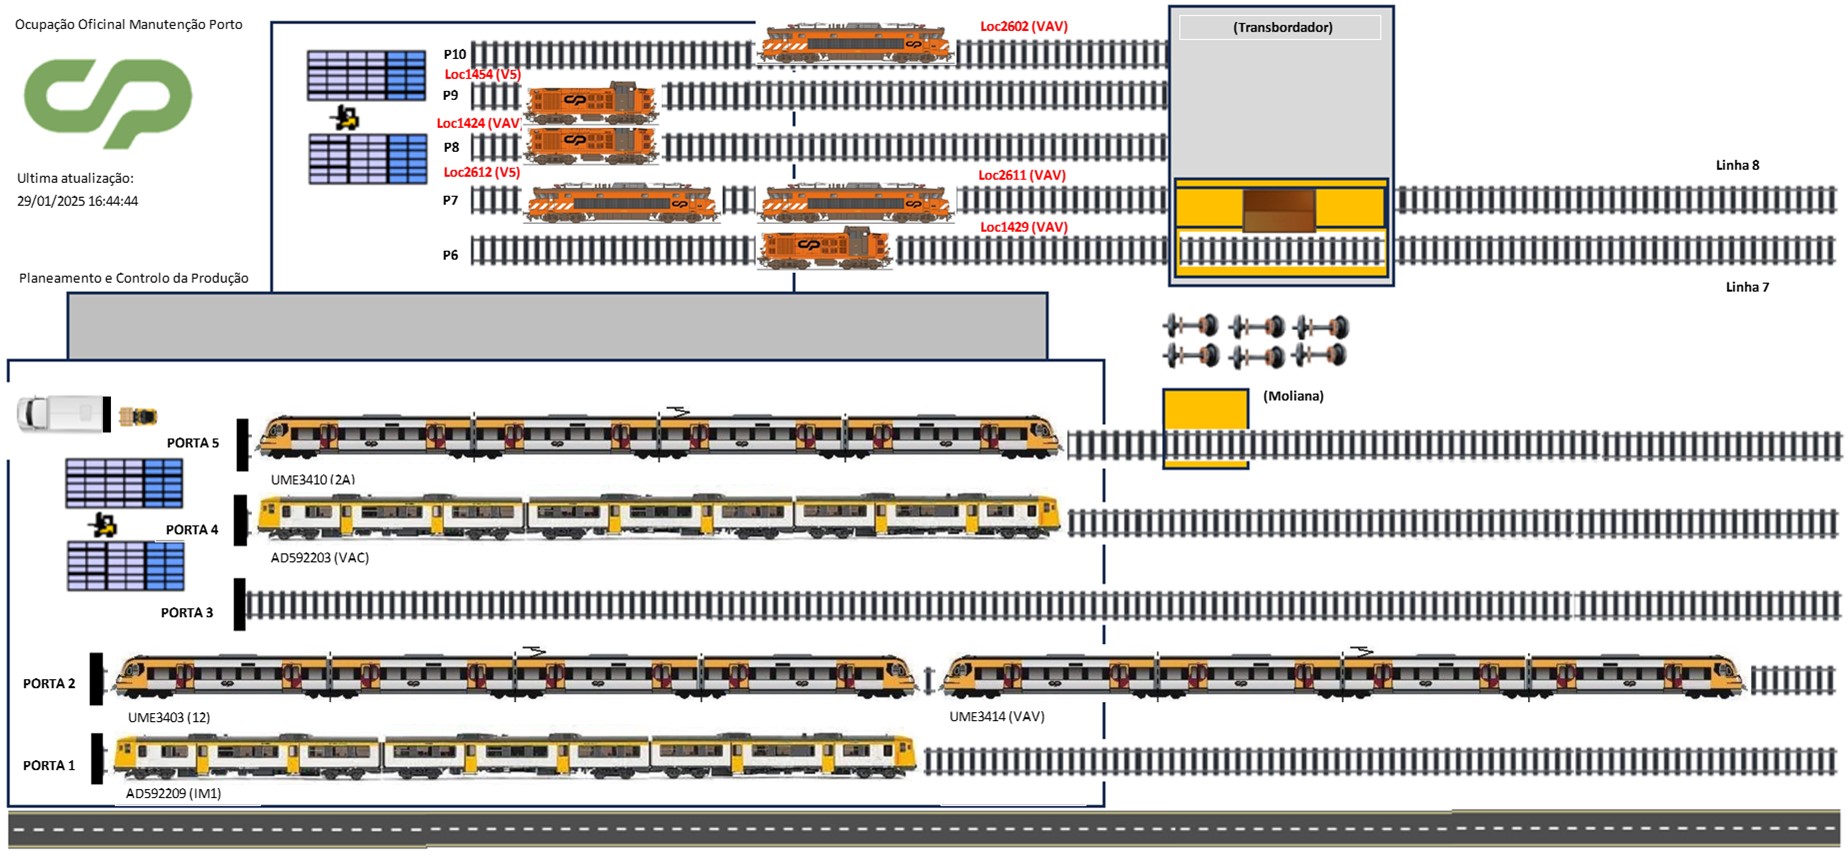 Ocupação Oficinal Manutenção Porto
Ultima atualização:
29/01/2025 16:44:44
Planeamento e Controlo da Produção
Loc2602 (VAV)
(Transbordador)
P10
Loc1454 (V5)
P9
Loc1424 (VAV)
P8
Loc2612 (V5)
Loc2611 (VAV)
P7
Linha 8
Loc1429 (VAV)
P6
Linha 7
(Moliana)
PORTA 5
UME3410 (2A)
PORTA 4
AD592203 (VAC)
PORTA 3
PORTA 2
UME3403 (12)
UME3414 (VAV)
PORTA 1
AD592209 (IM1)